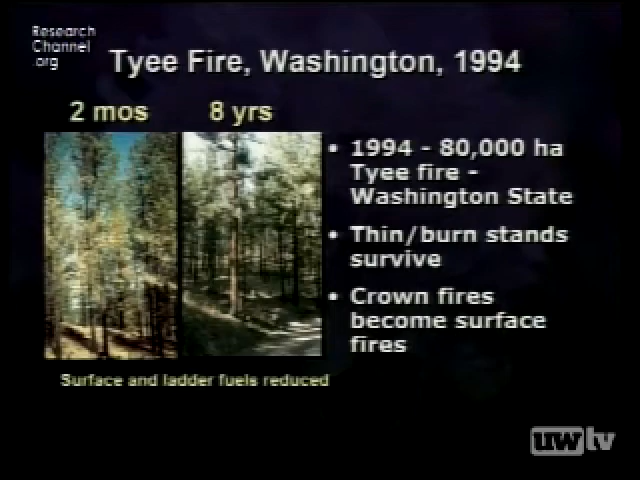 Research
Channel
.org
Tyee Fire, Washington, 1994
2 mos 8 yrs
• 1994 - 80,000 ha
Tyee fire -
Washington State
• Thin/burn stands
survive
• Crown fires
become surface
fires
Surface and ladder fuels reduced
uwtv